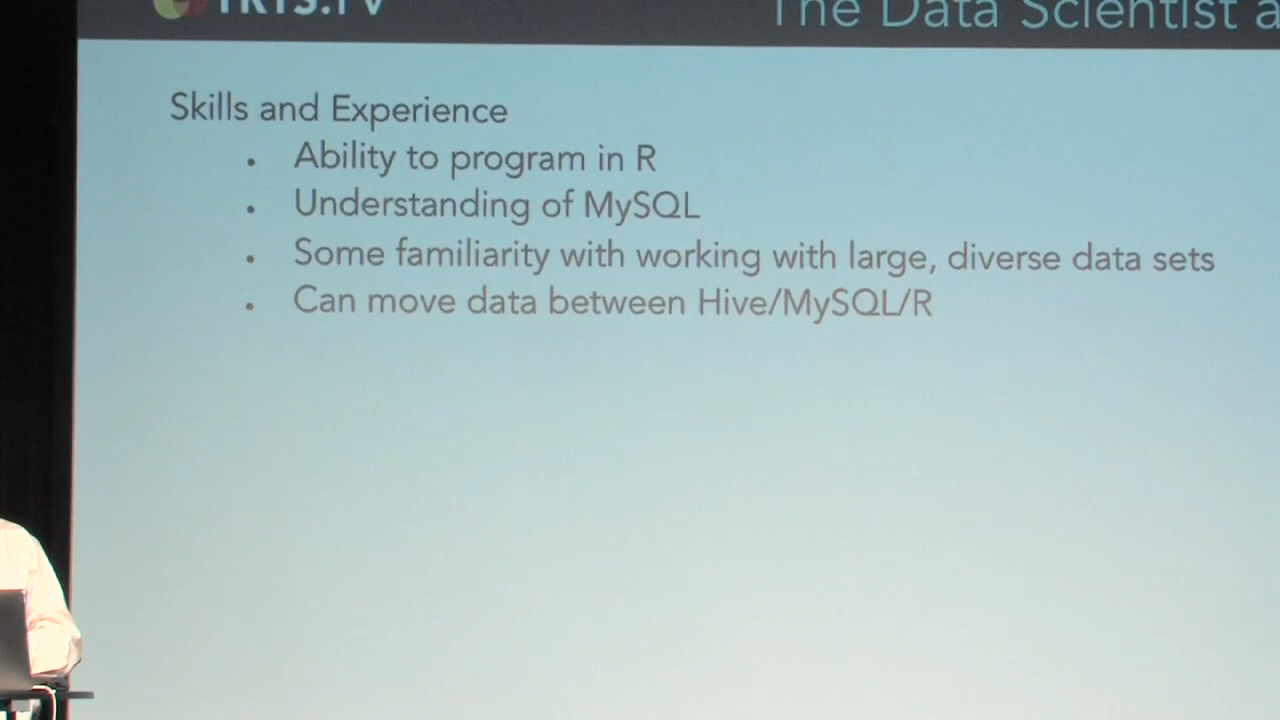 IRIS.TV
The Data Scientist a
Skills and Experience
• Ability to program in R
• Understanding of MySQL
• Some familiarity with working with large, diverse data sets
• Can move data between Hive/MySQL/R